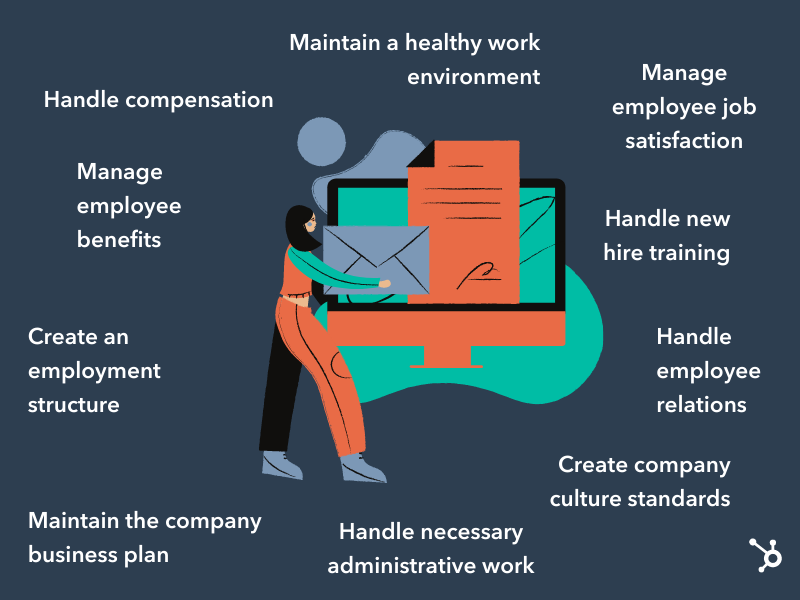 Maintain a healthy work
environment
Handle compensation
Manage
employee job
satisfaction
Manage
employee
benefits
Handle new
hire training
Create an
employment
structure
Handle
employee
relations
Create company
culture standards
Maintain the company
business plan
Handle necessary
administrative work